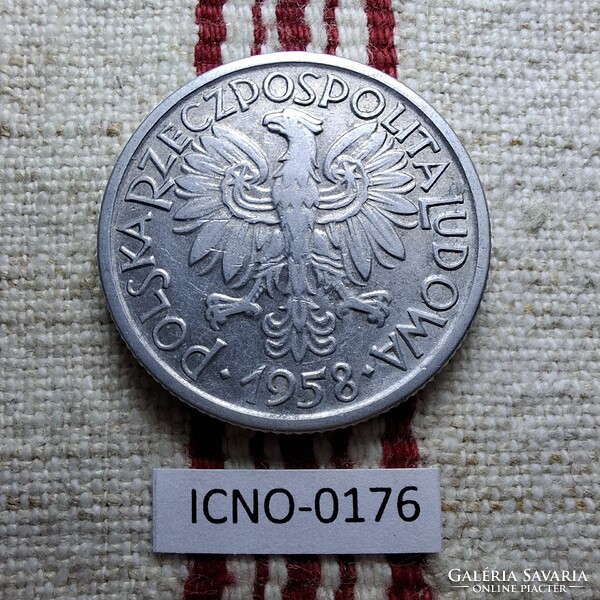 POLSKA RZECZPOSPOLITA LUDOWA
· 1958 ·
ICNO-0176
GALÉRIA SAVARIA
ONLINE PIACTÉR